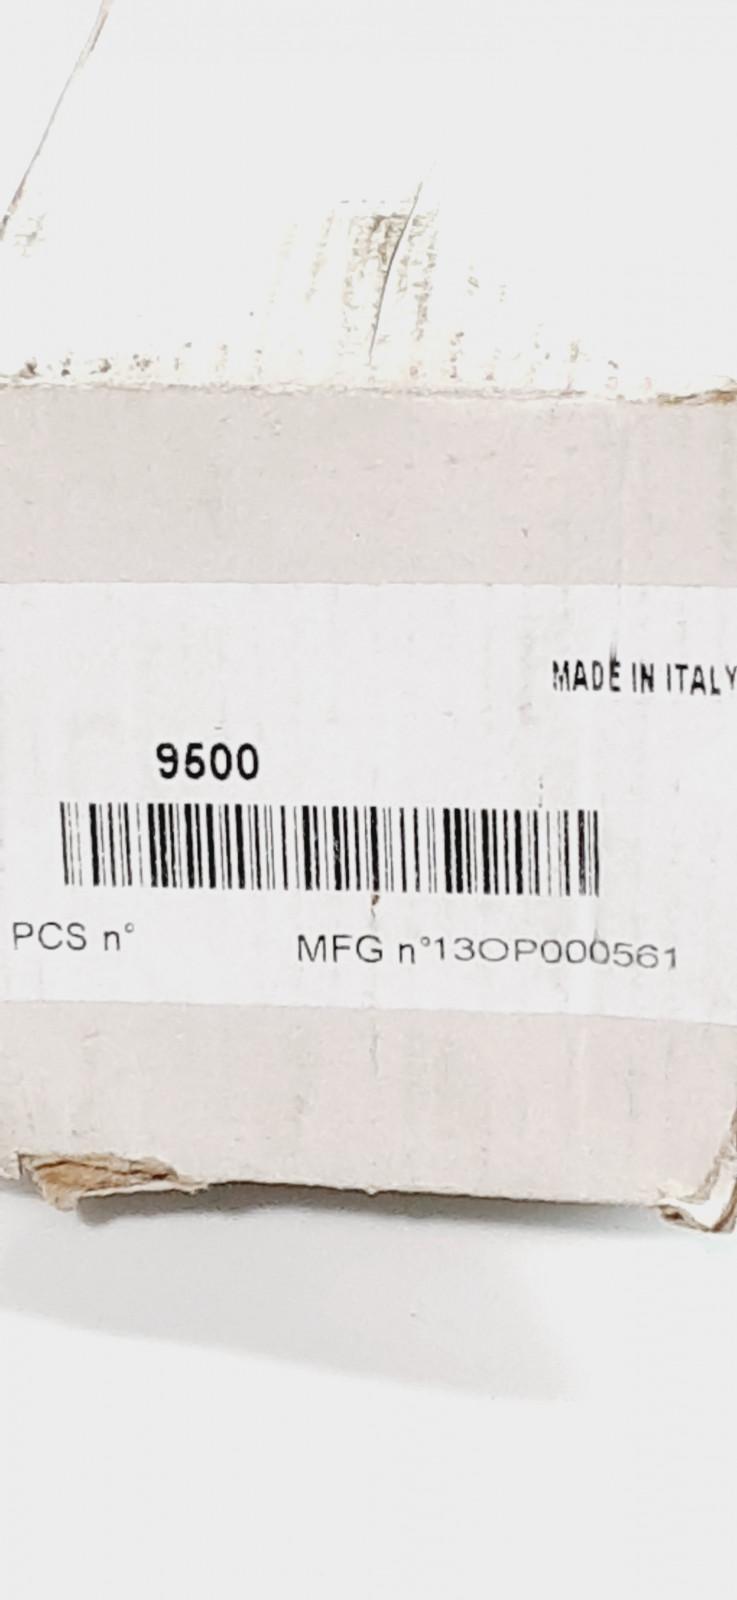 MADE IN ITALY
9500
PCS n°
MFG n°13OP000561